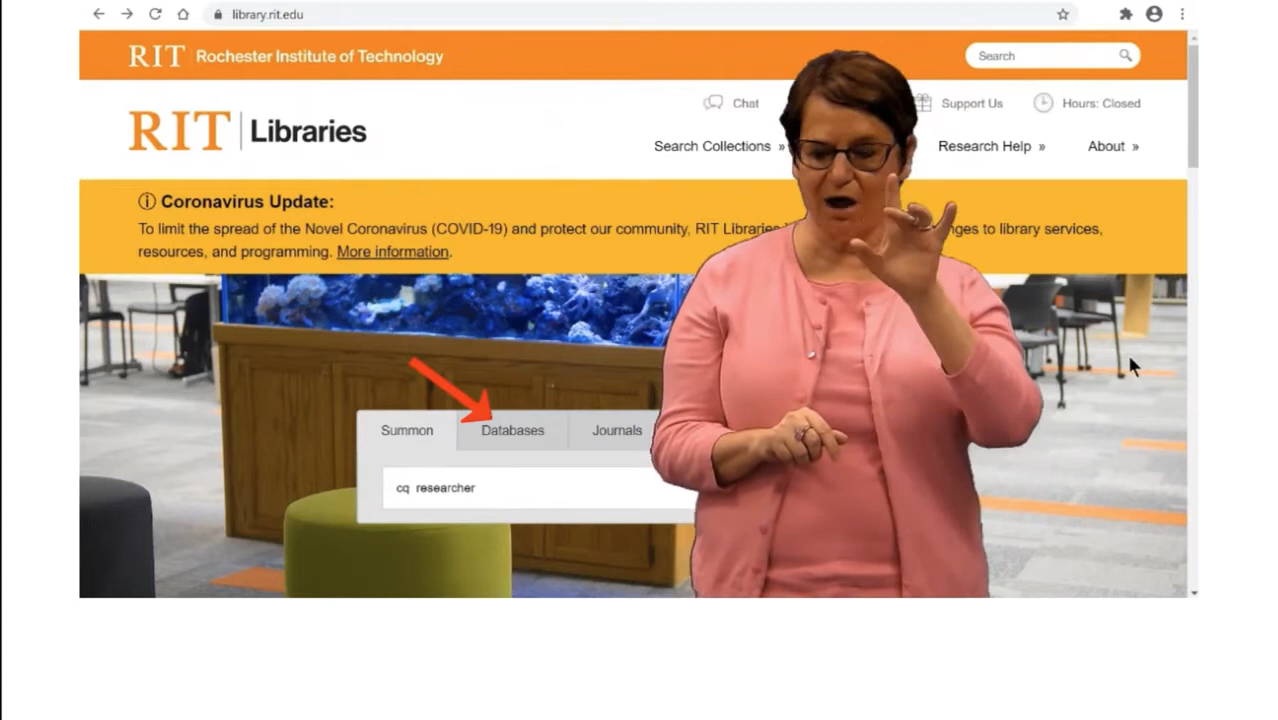 library.rit.edu
RIT Rochester Institute of Technology
Search
Chat
Support Us
Hours: Closed
RIT Libraries
Search Collections »
Research Help »
About »
Coronavirus Update:
To limit the spread of the Novel Coronavirus (COVID-19) and protect our community, RIT Libraries to library services,
resources, and programming. More information.
Summon
Databases
Journals
cq researcher